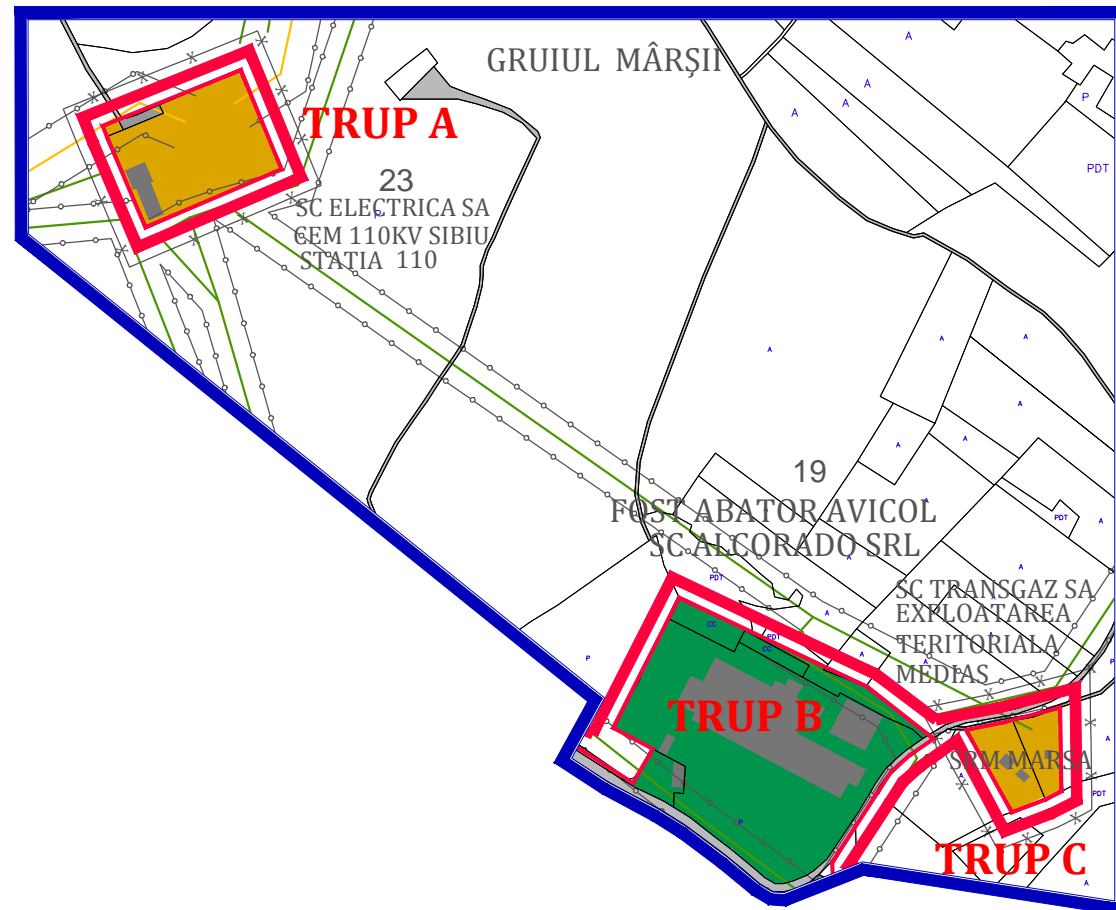 GRUIUL MÂRȘII
A
A
A
A
P
PDT
TRUP A
23
P
SC ELECTRICA SA
CEM 110KV SIBIU
STATIA 110
A
A
A
A
A
A
A
19
FOST ABATOR AVICOL
SC ALCORADO SRL
PDT
A
PDT
A
SC TRANSGAZ SA
EXPLOATAREA
TERITORIALA
MEDIAS
A
A
CC
PDT
CC
A
A
P
P
TRUP B
A
SRM MARSA
A
PDT
P
TRUP C
A